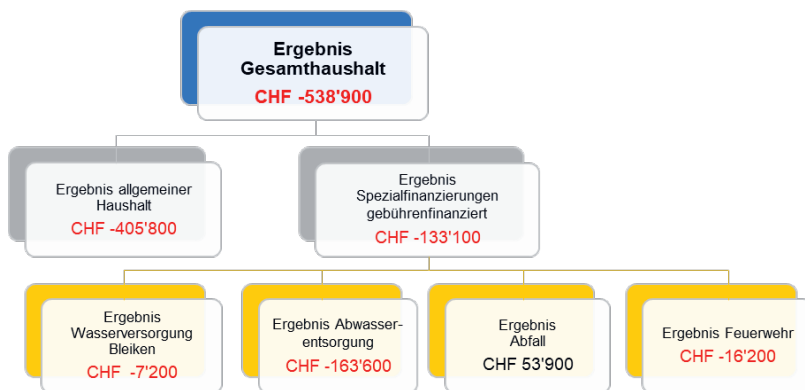 Ergebnis
Gesamthaushalt
CHF -538'900
Ergebnis allgemeiner
Haushalt
CHF -405'800
Ergebnis
Spezialfinanzierungen
gebührenfinanziert
CHF -133'100
Ergebnis
Wasserversorgung
Bleiken
CHF -7'200
Ergebnis Abwasser-
entsorgung
CHF -163'600
Ergebnis
Abfall
CHF 53'900
Ergebnis Feuerwehr
CHF -16'200